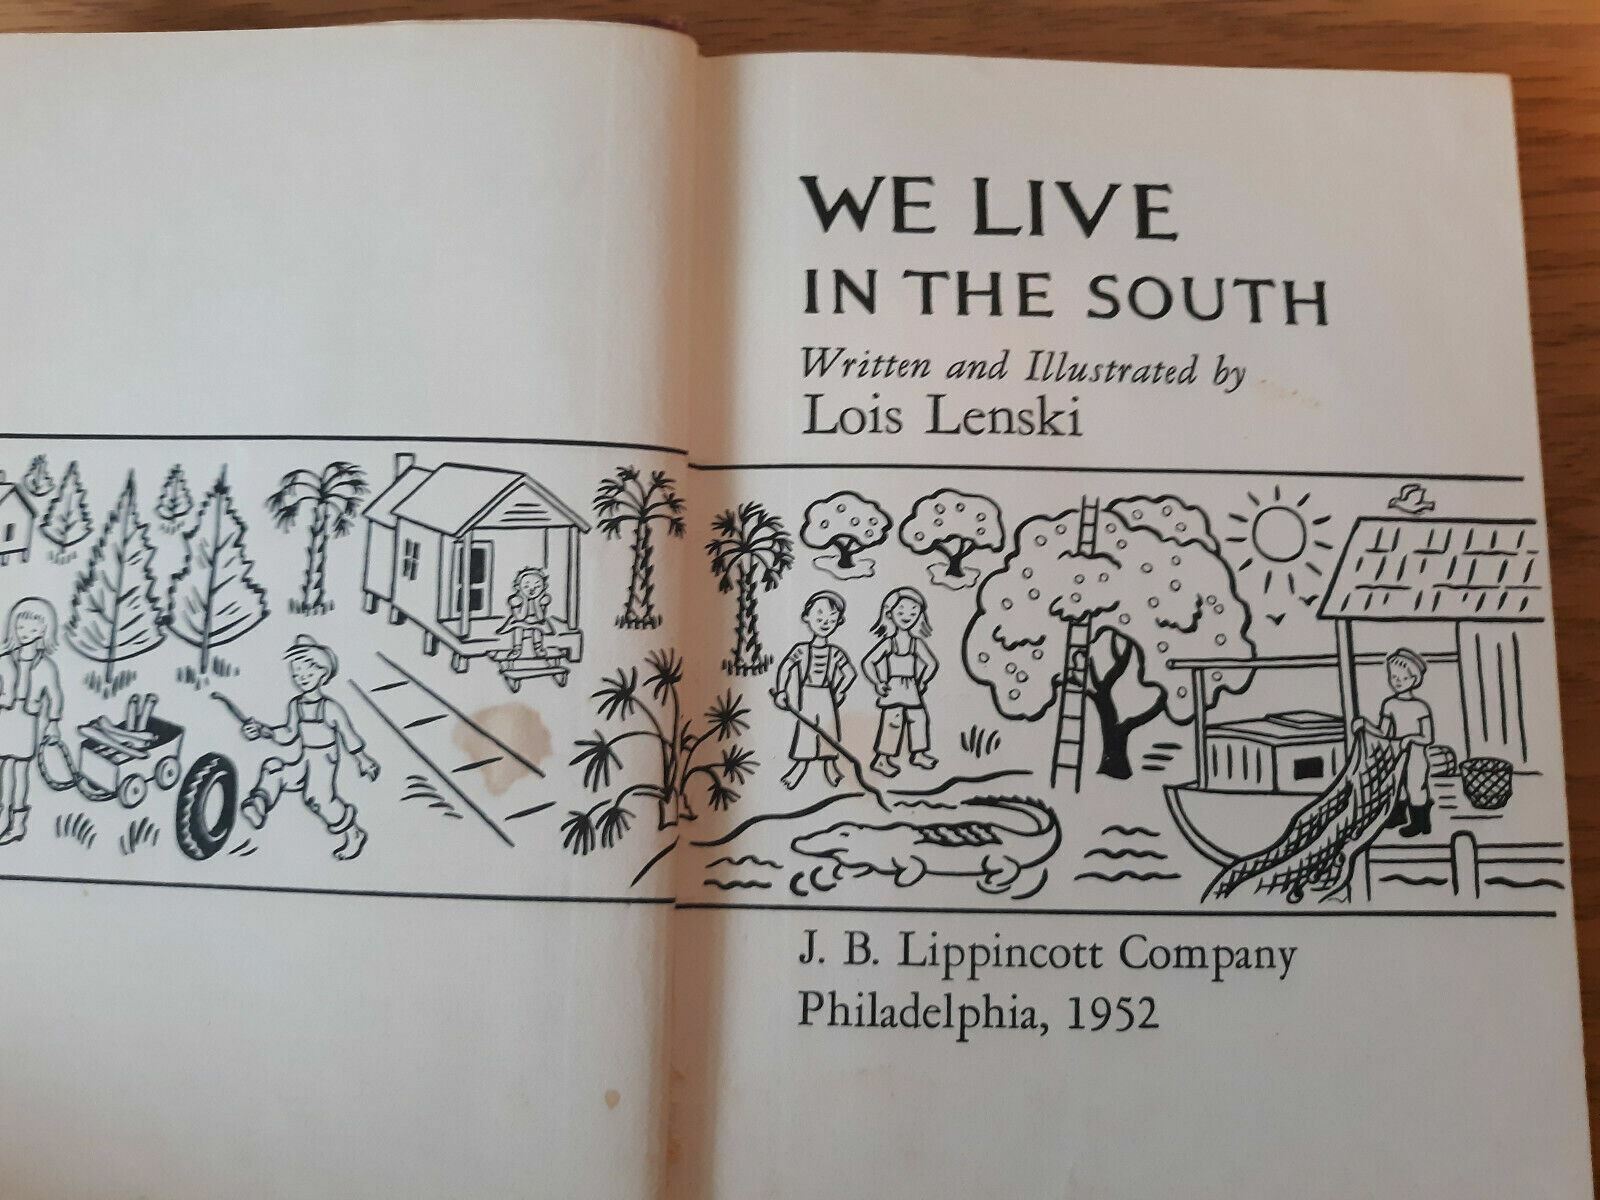 WE LIVE
IN THE SOUTH
Written and Illustrated by
Lois Lenski
J. B. Lippincott Company
Philadelphia, 1952